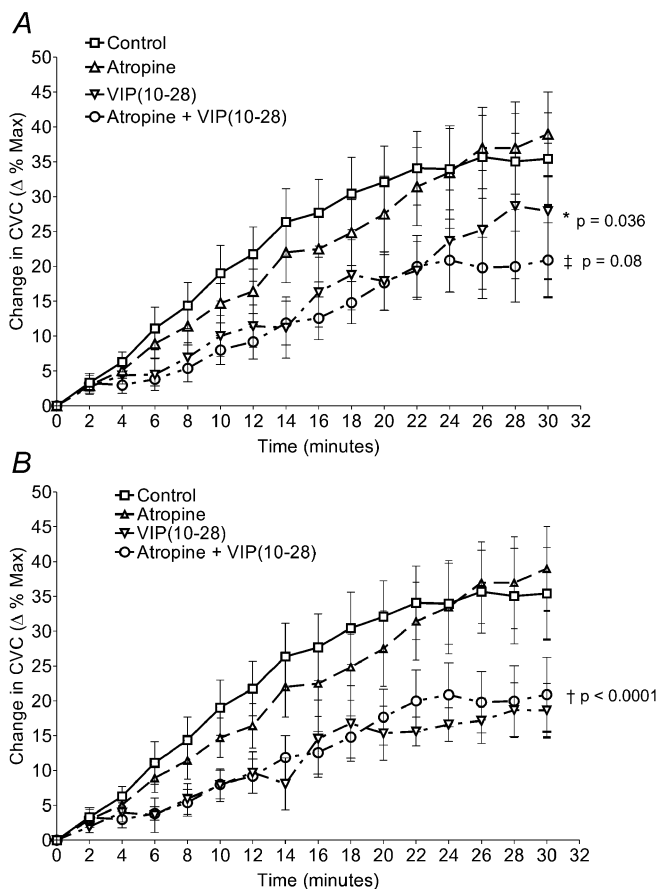 A
Control
Atropine
VIP(10-28)
Atropine + VIP(10-28)
50
45
40
35
30
25
20
15
10
5
0
Change in CVC (Δ % Max)
* p = 0.036
‡ p = 0.08
0 2 4 6 8 10 12 14 16 18 20 22 24 26 28 30 32
Time (minutes)
B
Control
Atropine
VIP(10-28)
Atropine + VIP(10-28)
50
45
40
35
30
25
20
15
10
5
0
Change in CVC (Δ % Max)
† p < 0.0001
0 2 4 6 8 10 12 14 16 18 20 22 24 26 28 30 32
Time (minutes)